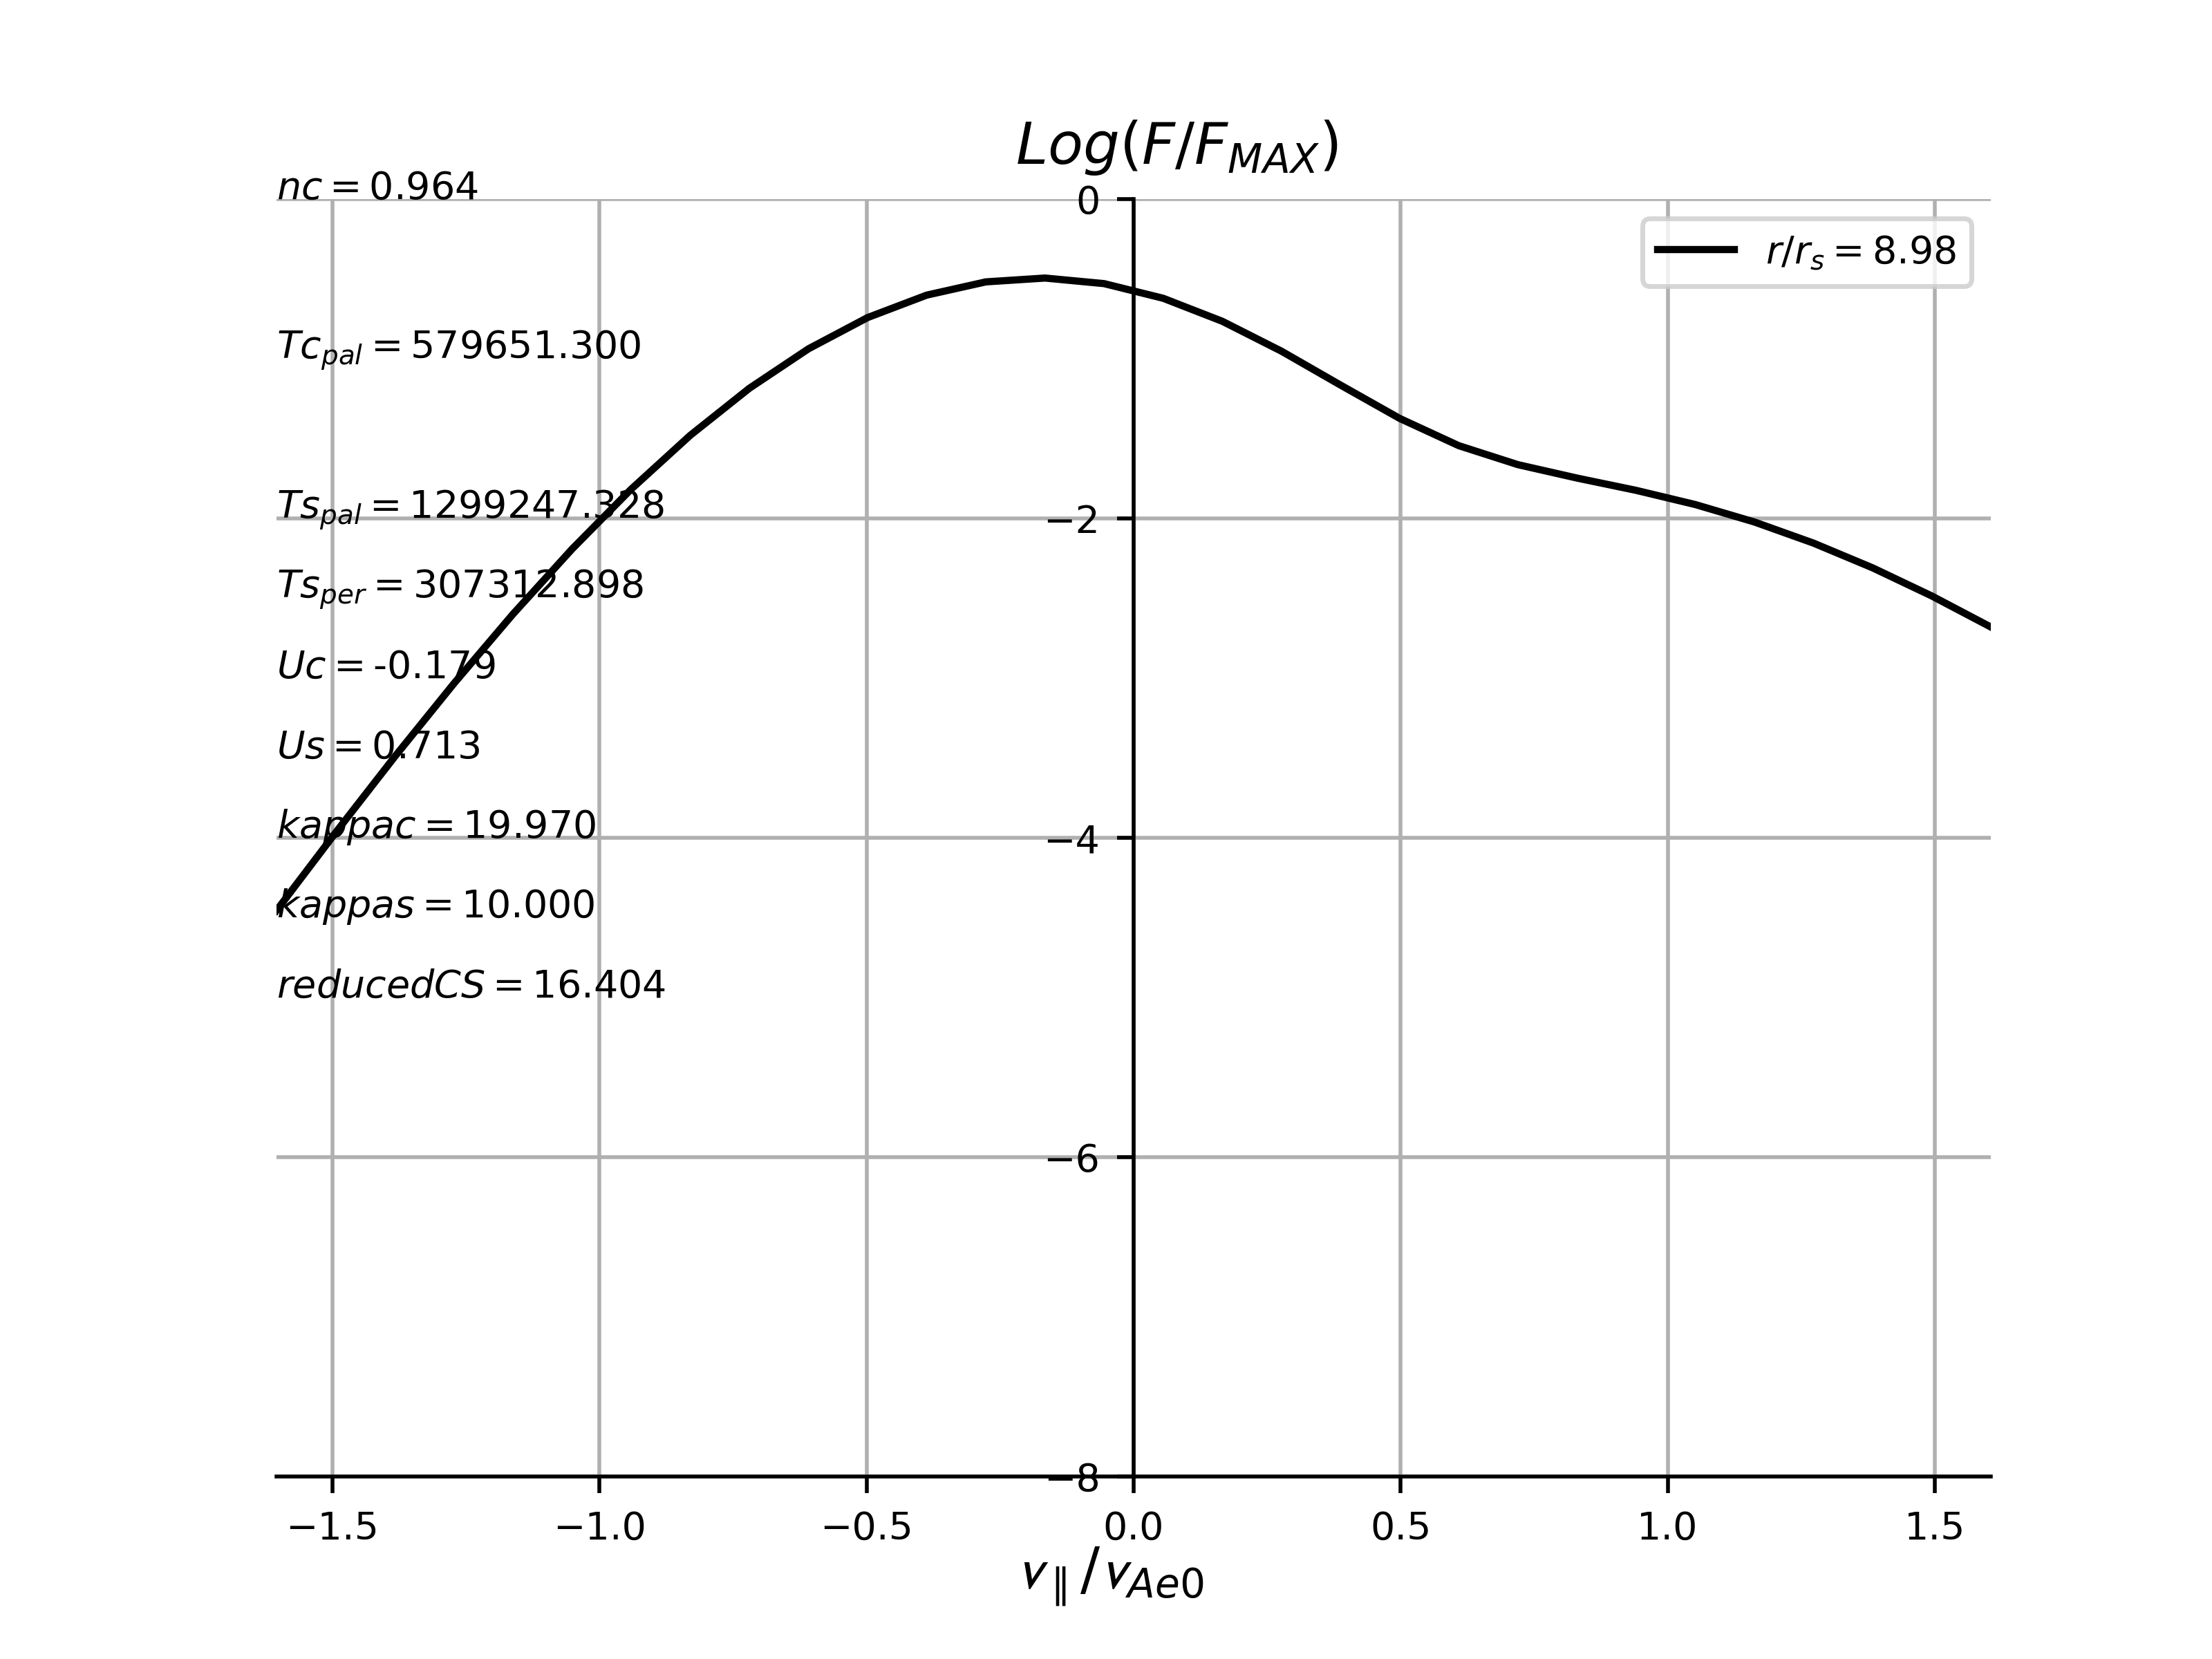 Log(F/F_MAX)
nc = 0.964
0
r/r_s = 8.98
Tc_pal = 579651.300
Ts_pal = 1299247.328
−2
Ts_per = 307312.898
Uc = -0.179
Us = 0.713
kappac = 19.970
−4
kappas = 10.000
reducedCS = 16.404
−6
−8
−1.5 −1.0 −0.5 0.0 0.5 1.0 1.5
v_∥/v_Ae0